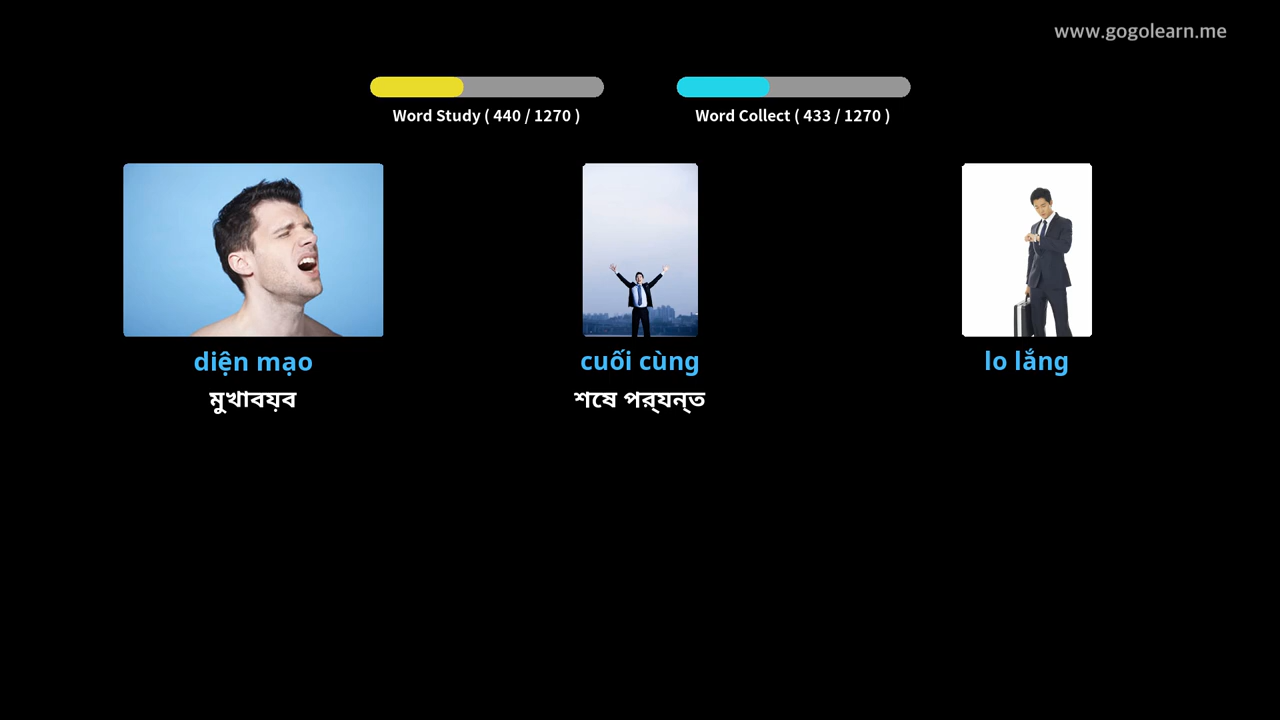 www.gogolearn.me
Word Study ( 440 / 1270 )
Word Collect ( 433 / 1270 )
diện mạo
cuối cùng
lo lắng
মুখাবয়ব
শেষ পর্যন্ত